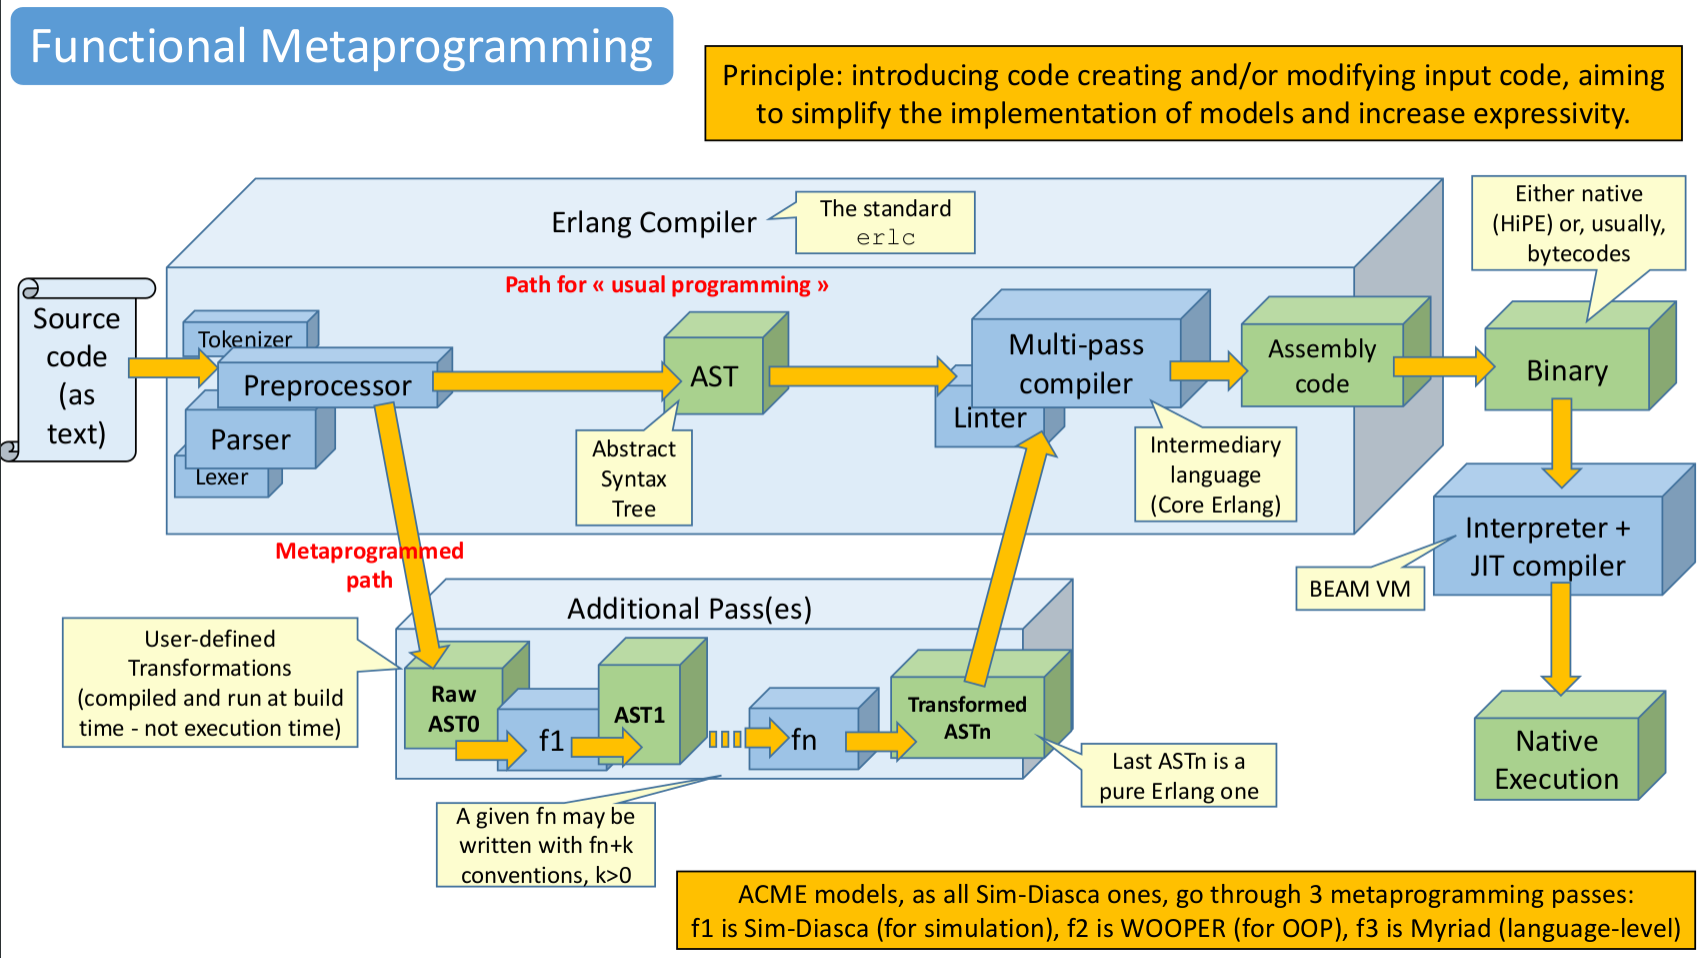 Functional Metaprogramming
Principle: introducing code creating and/or modifying input code, aiming
to simplify the implementation of models and increase expressivity.
Erlang Compiler
The standard
erlc
Either native
(HiPE) or, usually,
bytecodes
Path for « usual programming »
Source
code
(as
text)
Tokenizer
Preprocessor
Parser
Lexer
AST
Abstract
Syntax
Tree
Multi-pass
compiler
Linter
Intermediary
language
(Core Erlang)
Assembly
code
Binary
Interpreter +
JIT compiler
BEAM VM
Native
Execution
Metaprogrammed
path
Additional Pass(es)
User-defined
Transformations
(compiled and run at build
time - not execution time)
Raw
AST0
f1
AST1
fn
Transformed
ASTn
Last ASTn is a
pure Erlang one
A given fn may be
written with fn+k
conventions, k>0
ACME models, as all Sim-Diasca ones, go through 3 metaprogramming passes:
f1 is Sim-Diasca (for simulation), f2 is WOOPER (for OOP), f3 is Myriad (language-level)